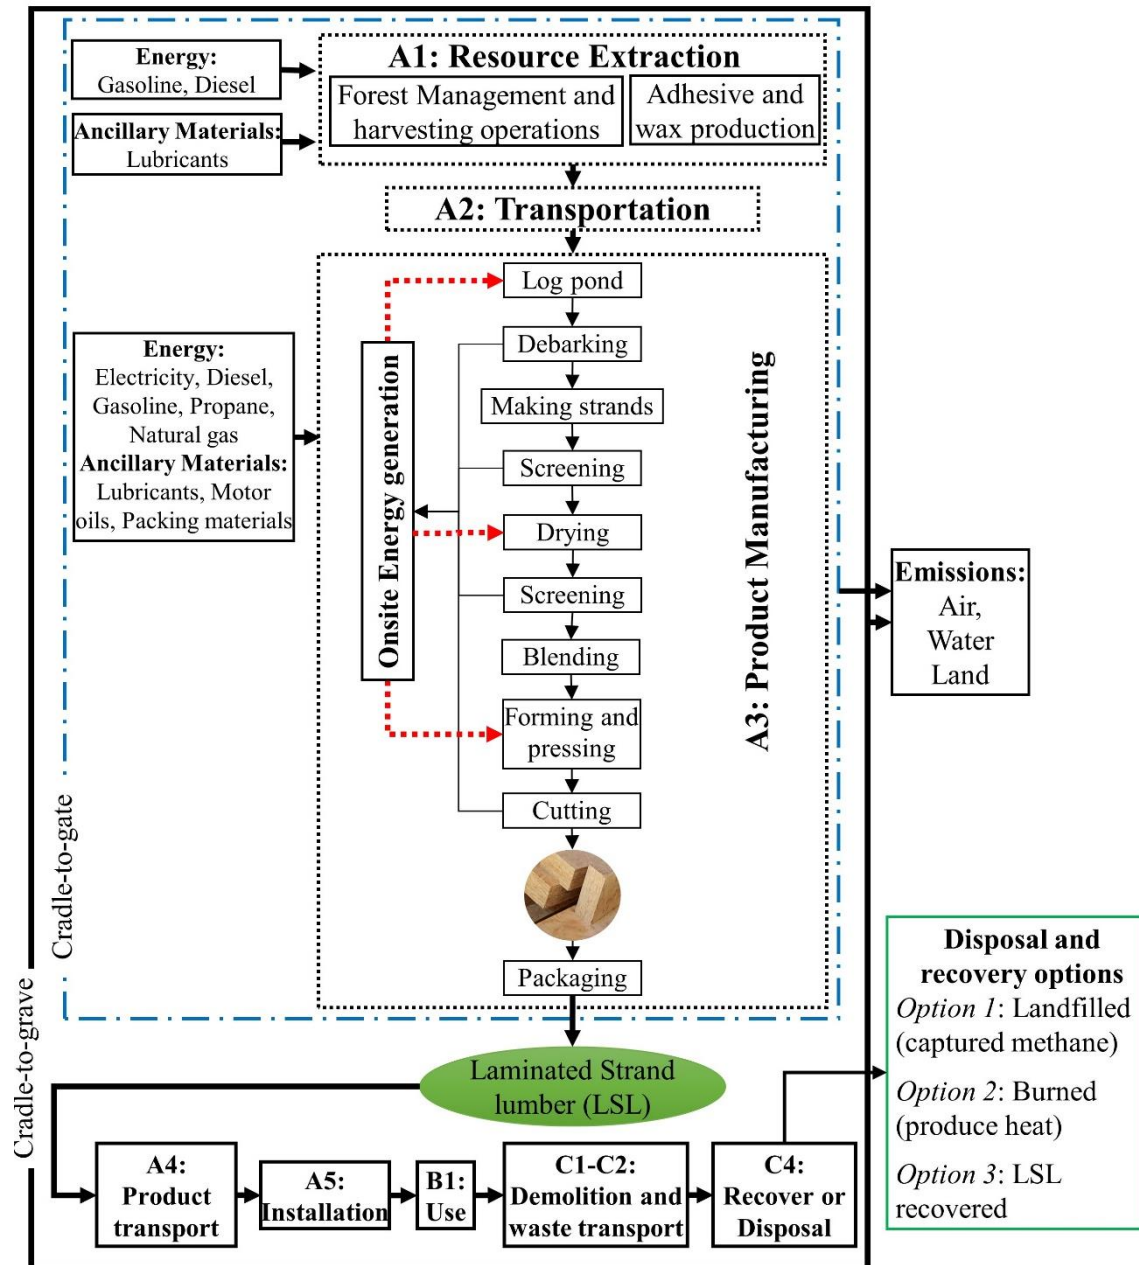 Energy:
Gasoline, Diesel
Ancillary Materials:
Lubricants
A1: Resource Extraction
Forest Management and
harvesting operations
Adhesive and
wax production
A2: Transportation
Energy:
Electricity, Diesel,
Gasoline, Propane,
Natural gas
Ancillary Materials:
Lubricants, Motor
oils, Packing materials
Onsite Energy generation
Log pond
Debarking
Making strands
Screening
Drying
Screening
Blending
Forming and
pressing
Cutting
Packaging
A3: Product Manufacturing
Emissions:
Air,
Water
Land
Cradle-to-gate
Cradle-to-grave
Laminated Strand
lumber (LSL)
A4:
Product
transport
A5:
Installation
B1:
Use
C1-C2:
Demolition and
waste transport
C4:
Recover or
Disposal
Disposal and
recovery options
Option 1: Landfilled
(captured methane)
Option 2: Burned
(produce heat)
Option 3: LSL
recovered